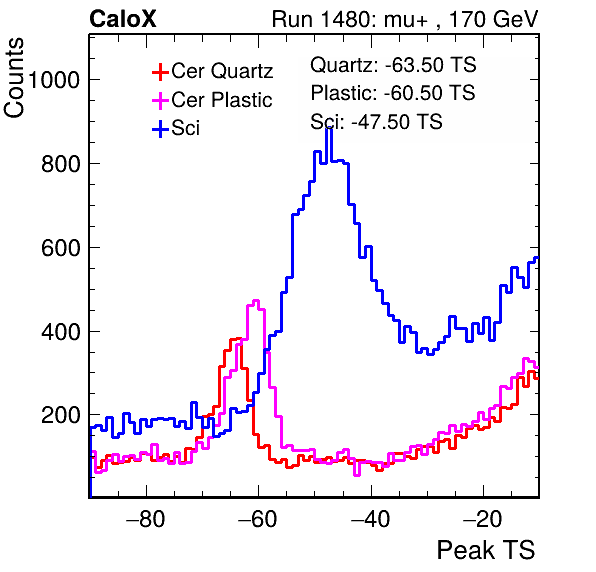 CaloX
Run 1480: mu+ , 170 GeV
Counts
1000
800
600
400
200
Cer Quartz
Cer Plastic
Sci
Quartz: -63.50 TS
Plastic: -60.50 TS
Sci: -47.50 TS
−80
−60
−40
−20
Peak TS